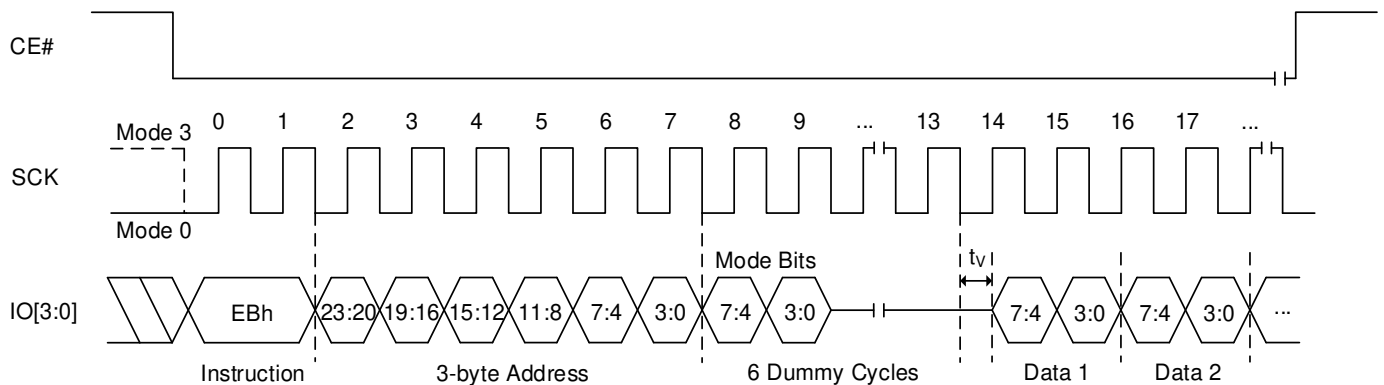 CE#
0 1 2 3 4 5 6 7 8 9 ... 13 14 15 16 17 ...
Mode 3
SCK
Mode 0
Mode Bits tV
IO[3:0] EBh 23:20 19:16 15:12 11:8 7:4 3:0 7:4 3:0 7:4 3:0 7:4 3:0 ...
Instruction 3-byte Address 6 Dummy Cycles Data 1 Data 2